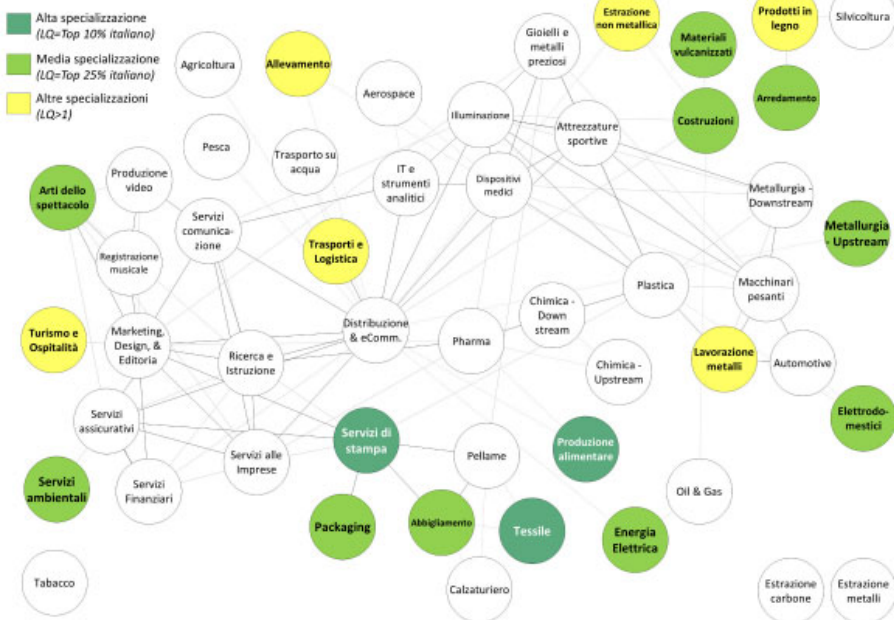 Alta specializzazione
(LQ=Top 10% italiano)
Media specializzazione
(LQ=Top 25% italiano)
Altre specializzazioni
(LQ>1)
Agricoltura
Allevamento
Aerospace
Gioielli e
metalli
preziosi
Estrazione
non metallica
Materiali
vulcanizzati
Prodotti in
legno
Silvicoltura
Arredamento
Pesca
Trasporto su
acqua
Illuminazione
Attrezzature
sportive
Costruzioni
Arti dello
spettacolo
Produzione
video
Servizi
comunica-
zione
IT e
strumenti
analitici
Dispositivi
medici
Metallurgia -
Downstream
Metallurgia
- Upstream
Registrazione
musicale
Trasporti e
Logistica
Plastica
Macchinari
pesanti
Turismo e
Ospitalità
Marketing,
Design, &
Editoria
Ricerca e
Istruzione
Distribuzione
& eComm.
Pharma
Chimica -
Down
stream
Chimica -
Upstream
Lavorazione
metalli
Automotive
Servizi
assicurativi
Servizi di
stampa
Produzione
alimentare
Elettrodo-
mestici
Servizi
ambientali
Servizi
Finanziari
Servizi alle
Imprese
Pellame
Oil & Gas
Packaging
Abbigliamento
Tessile
Energia
Elettrica
Tabacco
Calzaturiero
Estrazione
carbone
Estrazione
metalli